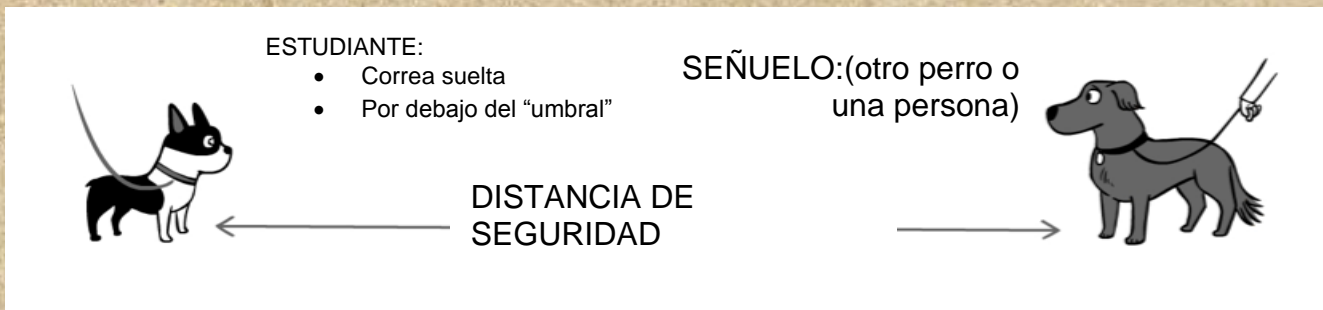 ESTUDIANTE:
• Correa suelta
• Por debajo del “umbral”
SEÑUELO:(otro perro o
una persona)
DISTANCIA DE
SEGURIDAD